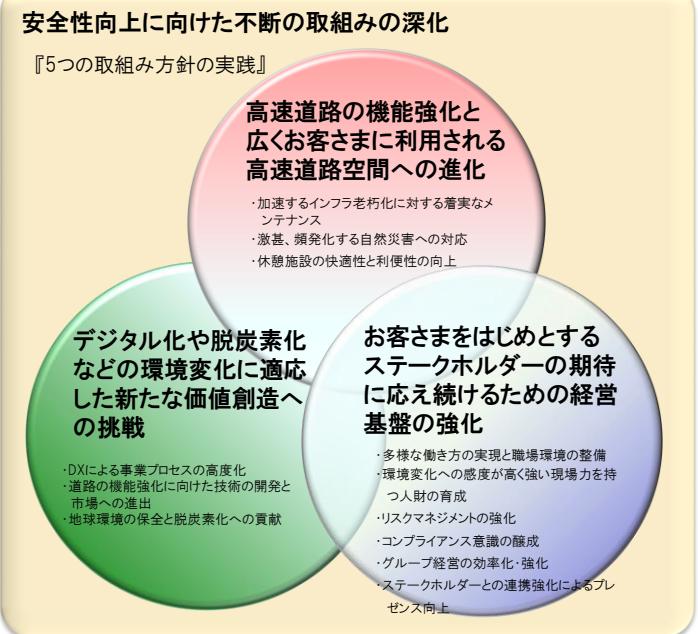 安全性向上に向けた不断の取組みの深化
『5つの取組み方針の実践』
高速道路の機能強化と
広くお客さまに利用される
高速道路空間への進化
・加速するインフラ老朽化に対する着実なメ
ンテナンス
・激甚、頻発化する自然災害への対応
・休憩施設の快適性と利便性の向上
デジタル化や脱炭素化
などの環境変化に適応
した新たな価値創造へ
の挑戦
・DXによる事業プロセスの高度化
・道路の機能強化に向けた技術の開発と
市場への進出
・地球環境の保全と脱炭素化への貢献
お客さまをはじめとする
ステークホルダーの期待
に応え続けるための経営
基盤の強化
・多様な働き方の実現と職場環境の整備
・環境変化への感度が高く強い現場力を持
つ人財の育成
・リスクマネジメントの強化
・コンプライアンス意識の醸成
・グループ経営の効率化・強化
・ステークホルダーとの連携強化によるプレ
ゼンス向上